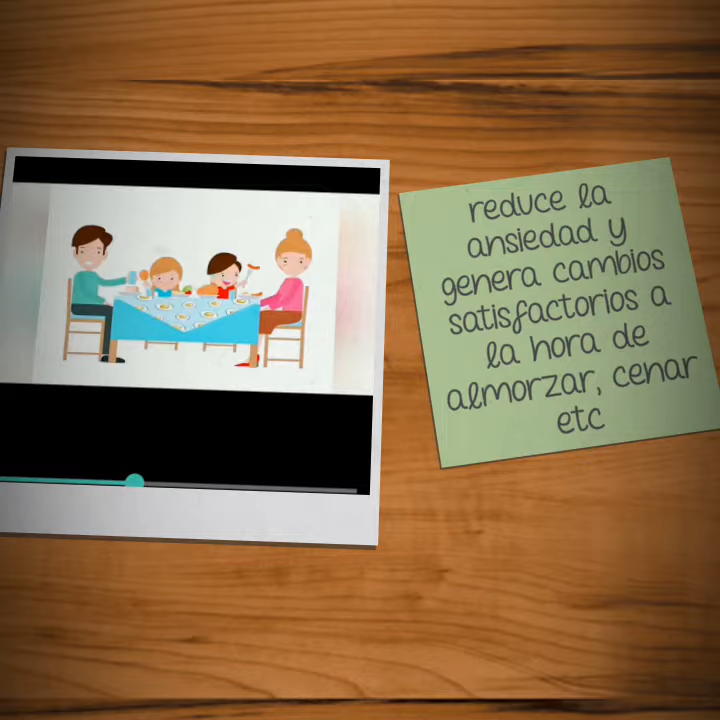 reduce la
ansiedad y
genera cambios
satisfactorios a
la hora de
almorzar, cenar
etc